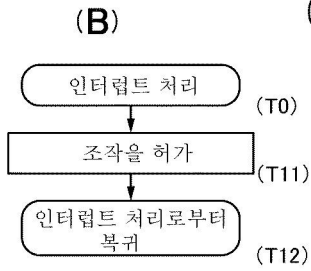 (B)
(
인터럽트 처리
(T0)
조작을 허가
(T11)
인터럽트 처리로부터
복귀
(T12)